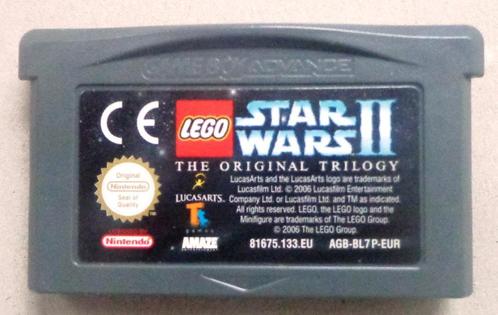 GAME BOY ADVANCE
CE
LEGO
STAR
WARS II
THE ORIGINAL TRILOGY
Original
Nintendo
Seal of
Quality
Nintendo
LUCASARTS.
games
AMAZE
LucasArts and the LucasArts logo are trademarks of
Lucasfilm Ltd. © 2006 Lucasfilm Entertainment
Company Ltd. or Lucasfilm Ltd. and TM as indicated.
All rights reserved. LEGO, the LEGO logo and the
Minifigure are trademarks of The LEGO Group.
© 2006 The LEGO Group.
81675.133.EU AGB-BL7P-EUR